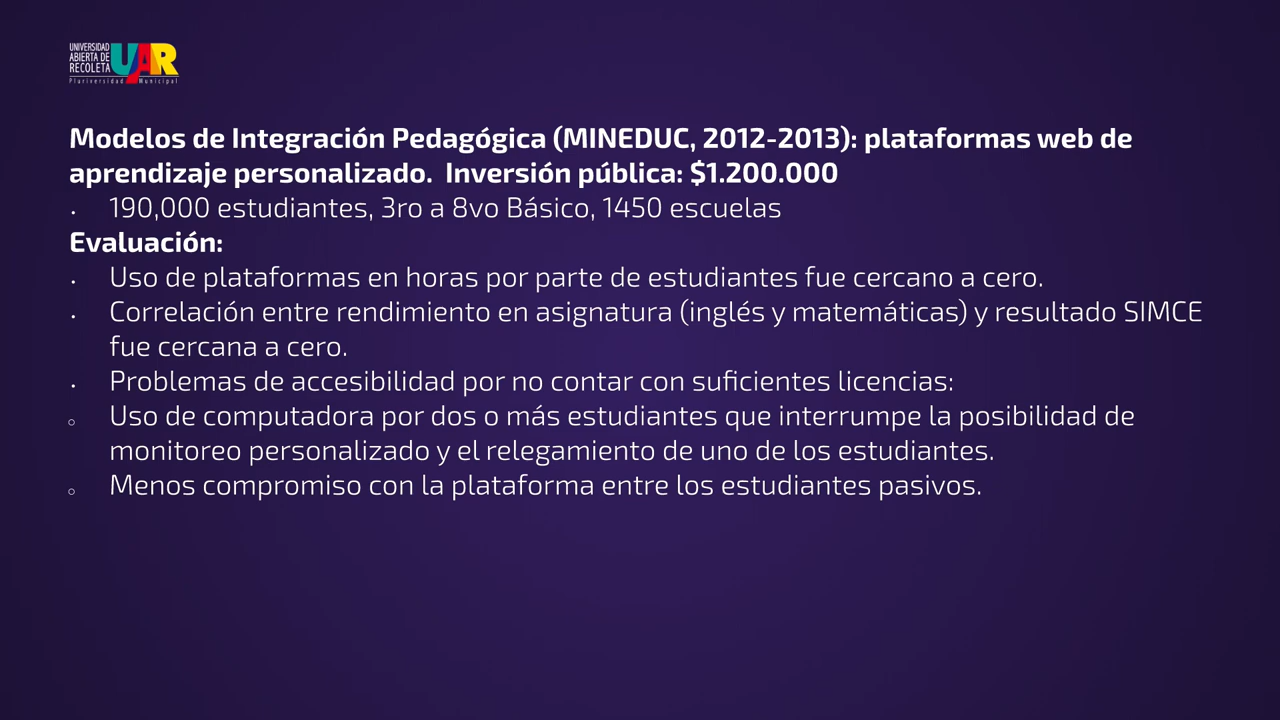 UNIVERSIDAD
ABIERTA DE
RECOLETA
UAR
Pluriversidad Municipal
Modelos de Integración Pedagógica (MINEDUC, 2012-2013): plataformas web de
aprendizaje personalizado. Inversión pública: $1.200.000
• 190,000 estudiantes, 3ro a 8vo Básico, 1450 escuelas
Evaluación:
• Uso de plataformas en horas por parte de estudiantes fue cercano a cero.
• Correlación entre rendimiento en asignatura (inglés y matemáticas) y resultado SIMCE
fue cercana a cero.
• Problemas de accesibilidad por no contar con suficientes licencias:
○ Uso de computadora por dos o más estudiantes que interrumpe la posibilidad de
monitoreo personalizado y el relegamiento de uno de los estudiantes.
○ Menos compromiso con la plataforma entre los estudiantes pasivos.